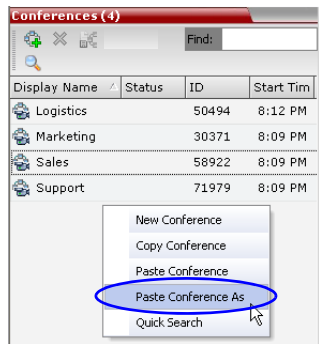 Conferences (4)
Find:
Display Name Status ID Start Tim
Logistics 50494 8:12 PM
Marketing 30371 8:09 PM
Sales 58922 8:09 PM
Support 71979 8:09 PM
New Conference
Copy Conference
Paste Conference
Paste Conference As
Quick Search